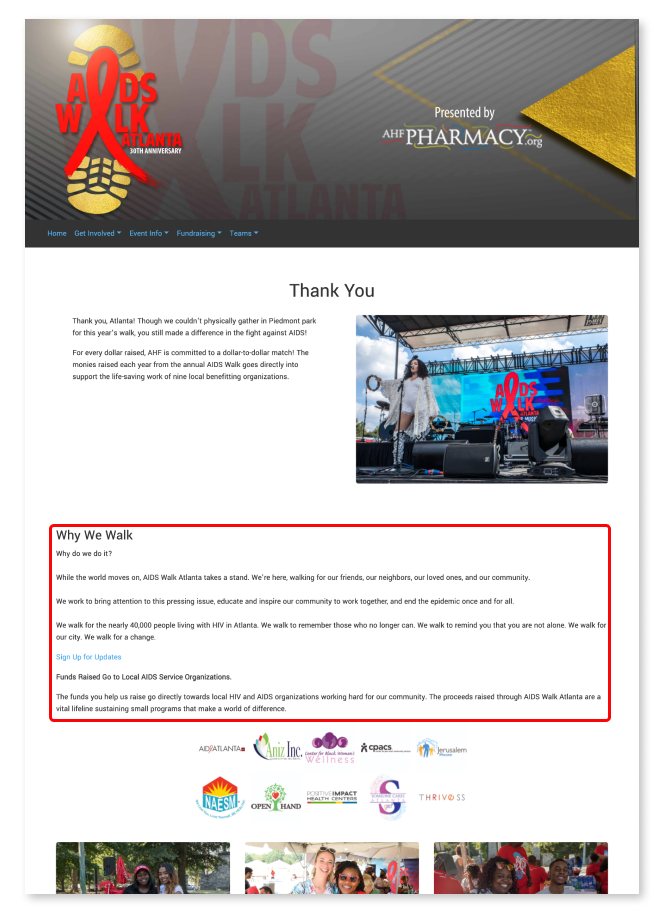 AIDS
WALK
ATLANTA
30TH ANNIVERSARY
Presented by
AHF PHARMACY.org
Home Get Involved Event Info Fundraising Teams
Thank You
Thank you, Atlanta! Though we couldn't physically gather in Piedmont park
for this year's walk, you still made a difference in the fight against AIDS!
For every dollar raised, AHF is committed to a dollar-to-dollar match! The
monies raised each year from the annual AIDS Walk goes directly into
support the life-saving work of nine local benefitting organizations.
AIDS
WALK
ATLANTA
Why We Walk
Why do we do it?
While the world moves on, AIDS Walk Atlanta takes a stand. We're here, walking for our friends, our neighbors, our loved ones, and our community.
We work to bring attention to this pressing issue, educate and inspire our community to work together, and end the epidemic once and for all.
We walk for the nearly 40,000 people living with HIV in Atlanta. We walk to remember those who no longer can. We walk to remind you that you are not alone. We walk for
our city. We walk for a change.
Sign Up for Updates
Funds Raised Go to Local AIDS Service Organizations.
The funds you help us raise go directly towards local HIV and AIDS organizations working hard for our community. The proceeds raised through AIDS Walk Atlanta are a
vital lifeline sustaining small programs that make a world of difference.
AID ATLANTA Aniz Inc. Center for Black Women's Wellness cpacs Jerusalem
NAESM OPEN HAND POSITIVE IMPACT HEALTH CENTERS SOMEONE CARES THRIVE SS